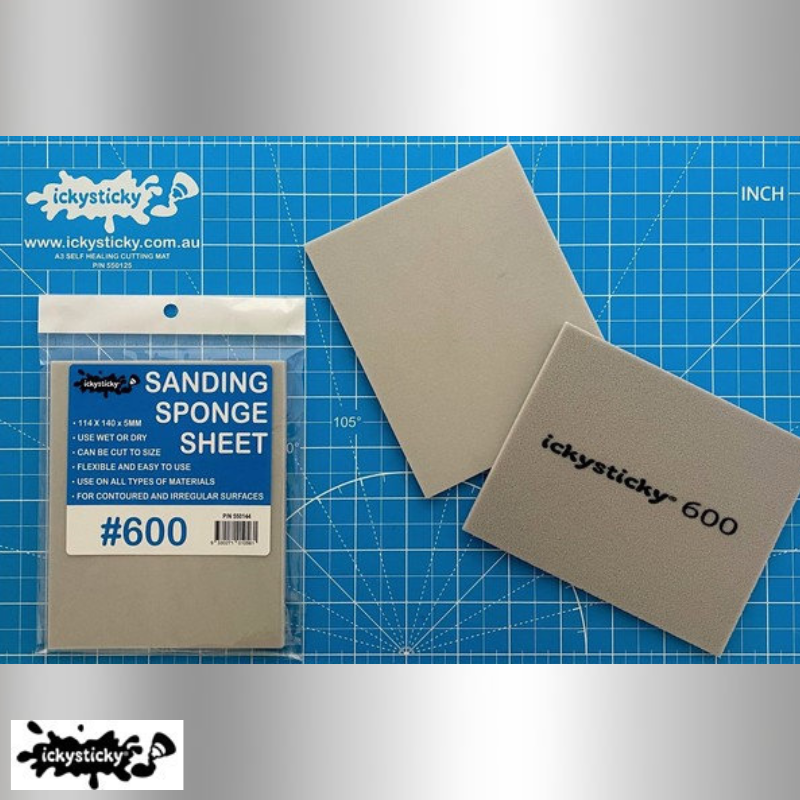 ickysticky
www.ickysticky.com.au
A3 SELF HEALING CUTTING MAT
P/N 550125
INCH
105°
ickysticky
SANDING
SPONGE
SHEET
• 114 X 140 x 5MM
• USE WET OR DRY
• CAN BE CUT TO SIZE
• FLEXIBLE AND EASY TO USE
• USE ON ALL TYPES OF MATERIALS
• FOR CONTOURED AND IRREGULAR SURFACES
#600
P/N 550144
ickysticky™ 600
ickysticky